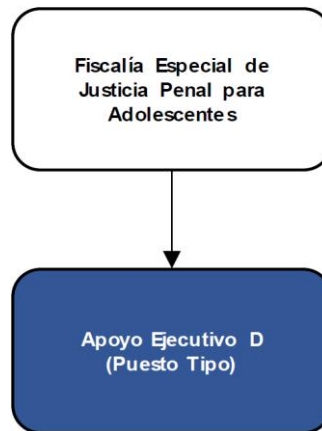 Fiscalía Especial de
Justicia Penal para
Adolescentes
Apoyo Ejecutivo D
(Puesto Tipo)